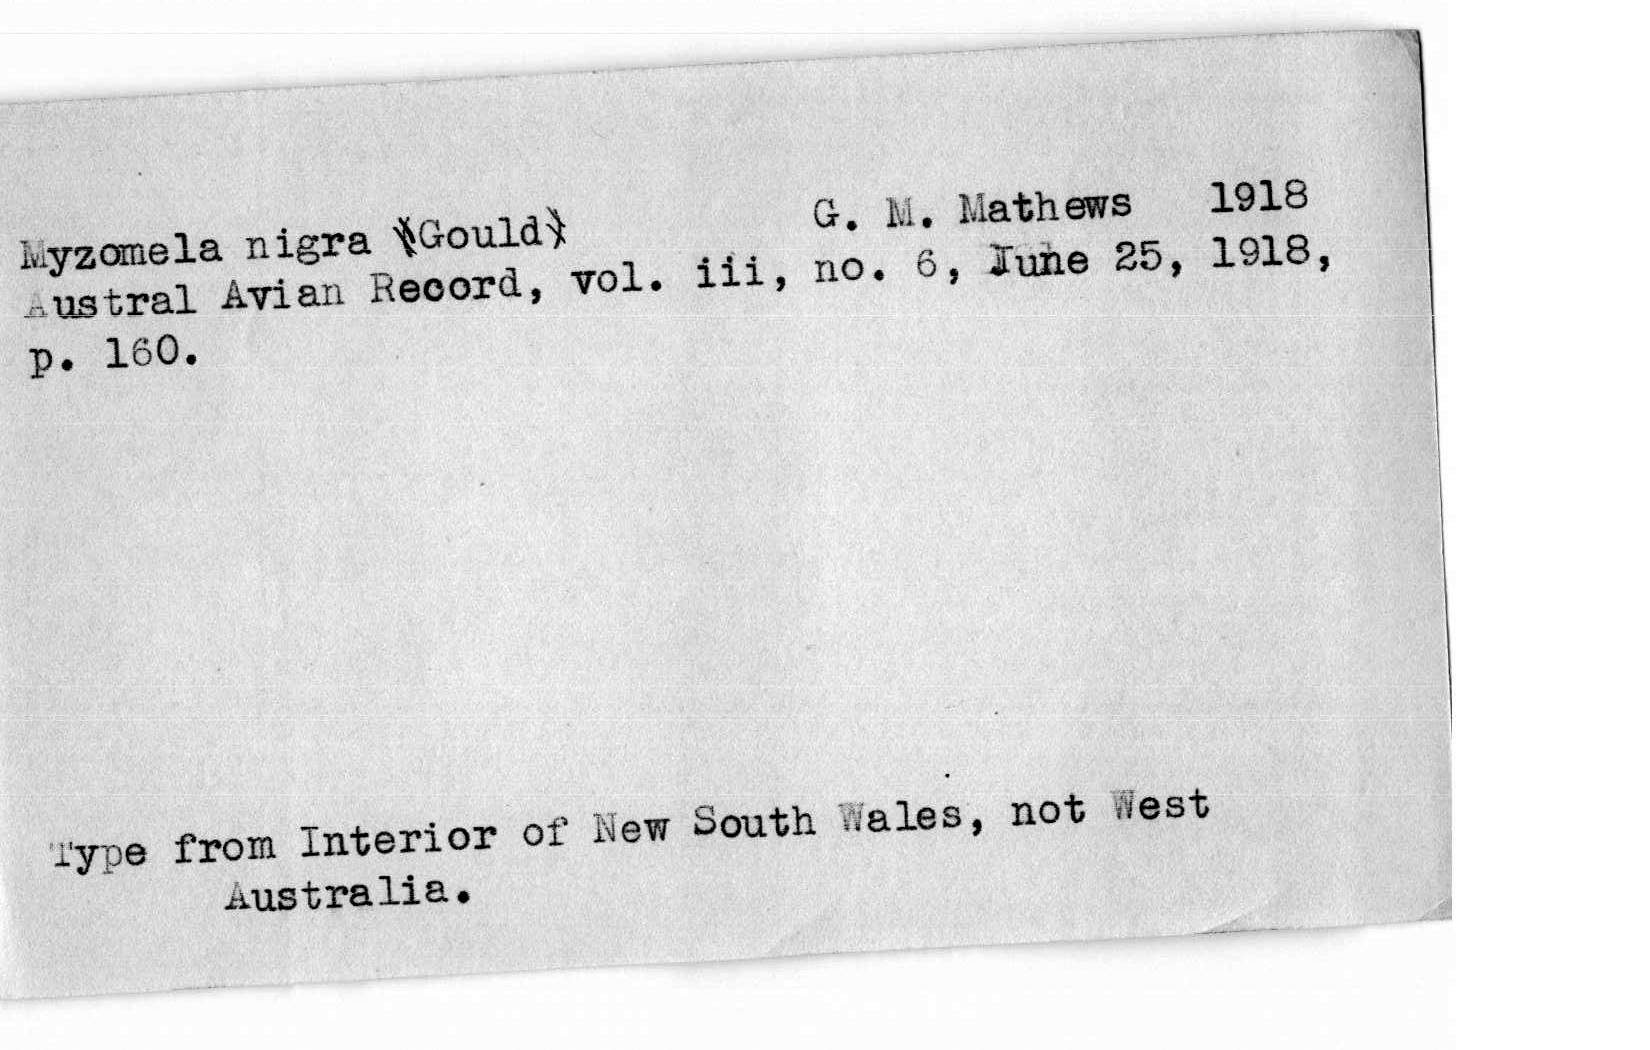 Myzomela nigra (Gould) G. M. Mathews 1918
Austral Avian Record, vol. iii, no. 6, June 25, 1918,
p. 160.
Type from Interior of New South Wales, not West
Australia.